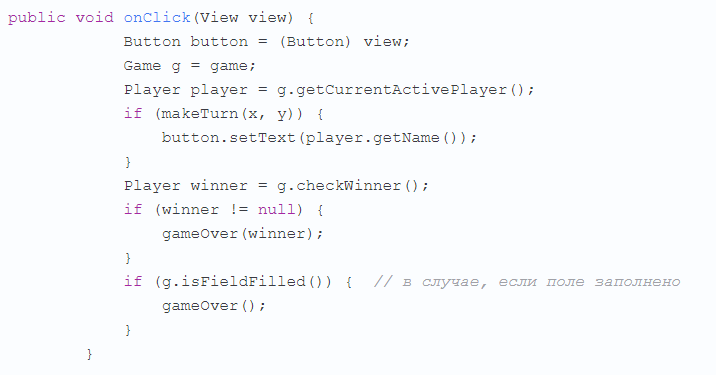 public void onClick(View view) {
            Button button = (Button) view;
            Game g = game;
            Player player = g.getCurrentActivePlayer();
            if (makeTurn(x, y)) {
                button.setText(player.getName());
            }
            Player winner = g.checkWinner();
            if (winner != null) {
                gameOver(winner);
            }
            if (g.isFieldFilled()) {  // в случае, если поле заполнено
                gameOver();
            }
        }